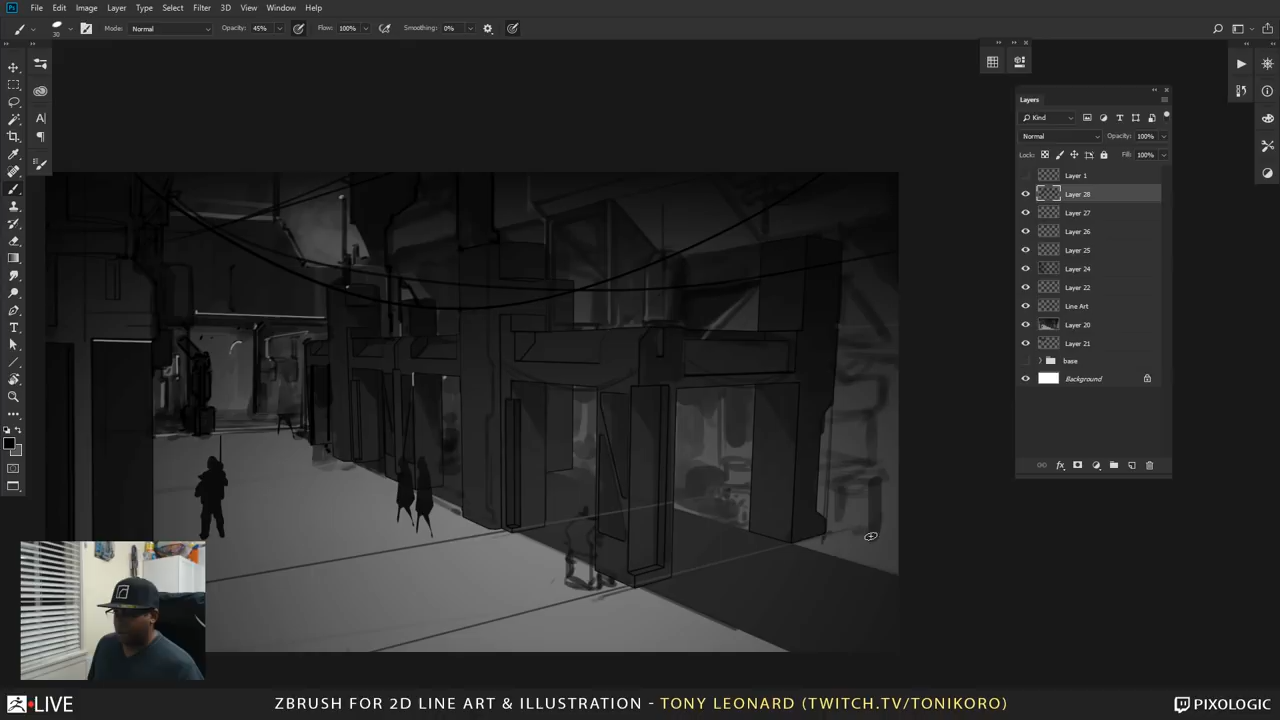 Ps File Edit Image Layer Type Select Filter 3D View Window Help
30 Mode: Normal Opacity: 45% Flow: 100% Smoothing: 0%
Layers
Kind
Normal Opacity: 100%
Lock: Fill: 100%
Layer 1
Layer 28
Layer 27
Layer 26
Layer 25
Layer 24
Layer 22
Line Art
Layer 20
Layer 21
base
Background
LIVE ZBRUSH FOR 2D LINE ART & ILLUSTRATION - TONY LEONARD (TWITCH.TV/TONIKORO) PIXOLOGIC